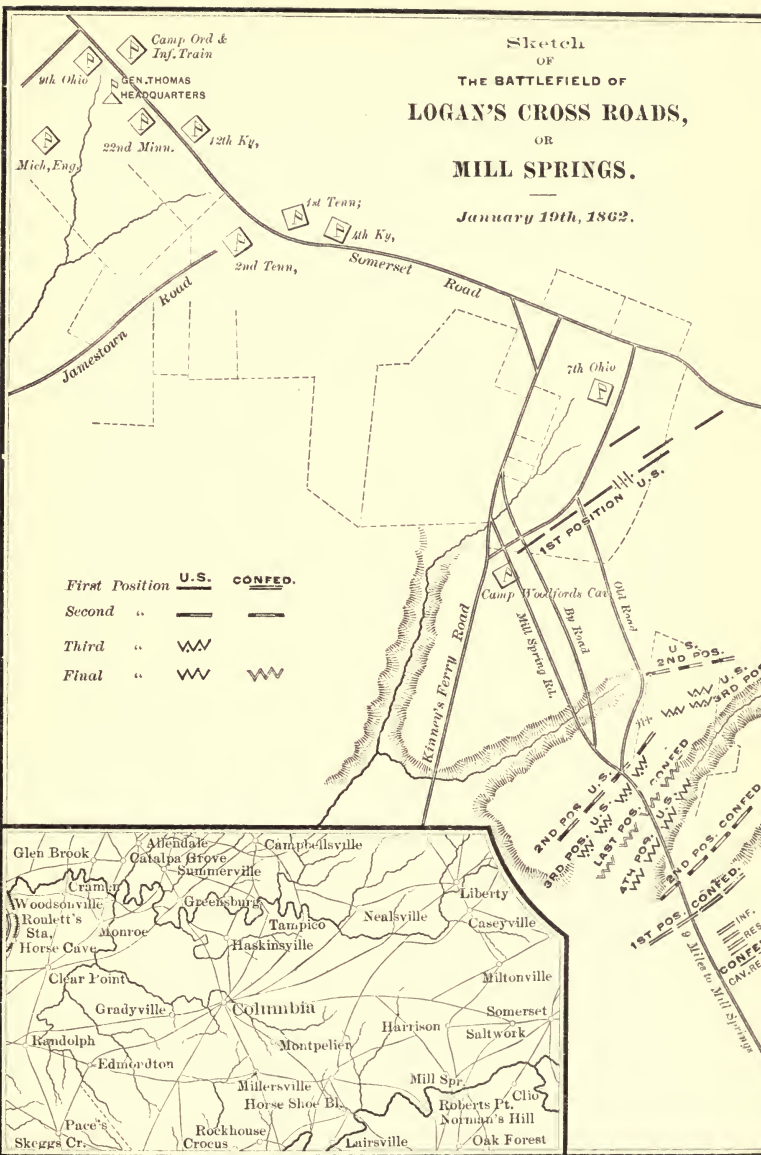 Sketch
OF
THE BATTLEFIELD OF
LOGAN'S CROSS ROADS,
OR
MILL SPRINGS.
January 19th, 1862.
Camp Ord &
Inf. Train
9th Ohio
GEN. THOMAS
HEADQUARTERS
22nd Minn.
12th Ky,
Mich, Eng,
1st Tenn;
4th Ky,
2nd Tenn,
Somerset Road
Jamestown Road
7th Ohio
1ST POSITION U.S.
Camp Woolfords Cav
Kinney's Ferry Road
Mill Spring Rd.
By Road
Old Road
U.S.
2ND POS.
U.S.
3RD POS
2ND POS. U.S.
3RD POS. U.S.
LAST POS. CONFED
4TH POS. U.S.
2ND POS. CONFED
1ST POS. CONFED.
INF.
RES
CONFE
CAV. RE
9 Miles to Mill Springs
U.S. CONFED.
First Position
Second "
Third "
Final "
Glen Brook
Allendale
Campbellsville
Catalpa Grove
Summerville
Cramer
Woodsonville
Greensburg
Liberty
Roulett's
Sta,
Monroe
Tampico
Nealsville
Caseyville
Horse Cave
Haskinsville
Clear Point
Miltonville
Gradyville
Columbia
Harrison
Somerset
Saltwork
Randolph
Montpelier
Edmordton
Millersville
Mill Spr.
Horse Shoe Bl.
Clio
Roberts Pt.
Norman's Hill
Pace's
Rockhouse
Skeggs Cr.
Crocus
Lairsville
Oak Forest